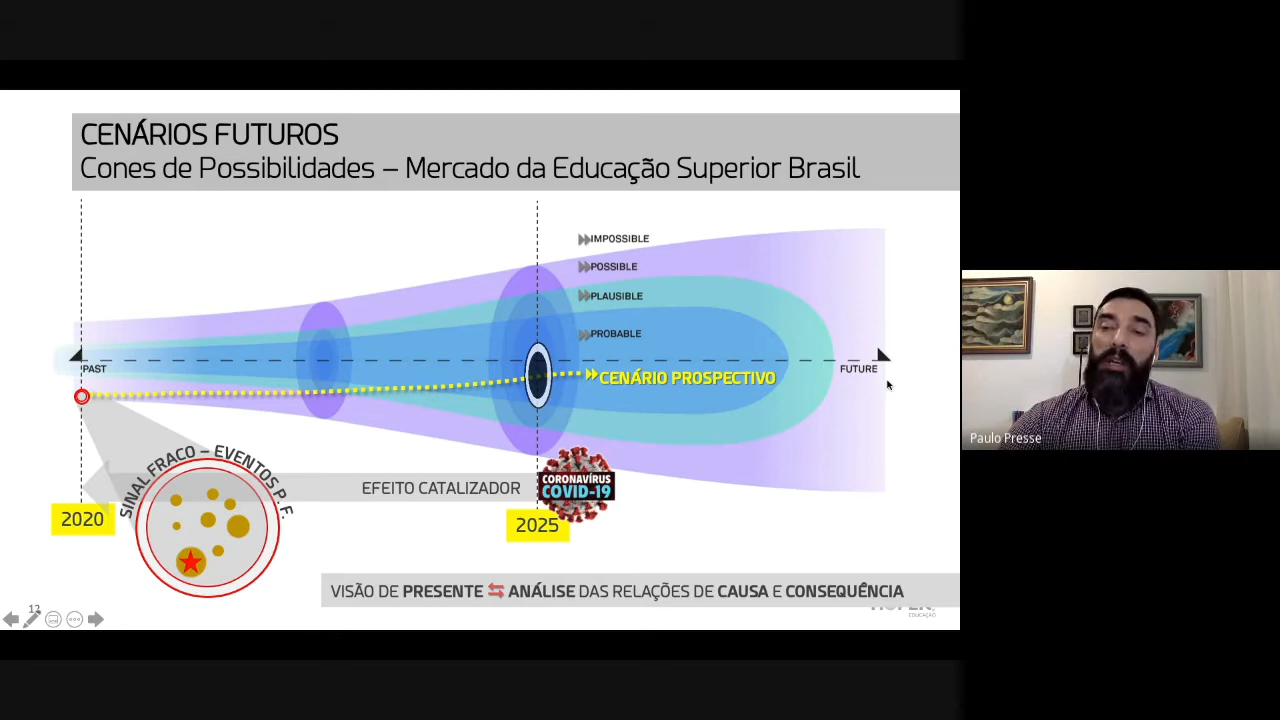 CENÁRIOS FUTUROS
Cones de Possibilidades – Mercado da Educação Superior Brasil
IMPOSSIBLE
POSSIBLE
PLAUSIBLE
PROBABLE
PAST
FUTURE
CENÁRIO PROSPECTIVO
Paulo Presse
SINAL FRACO – EVENTOS P. F.
EFEITO CATALIZADOR
CORONAVÍRUS
COVID-19
2020
2025
VISÃO DE PRESENTE ⇆ ANÁLISE DAS RELAÇÕES DE CAUSA E CONSEQUÊNCIA
EDUCAÇÃO